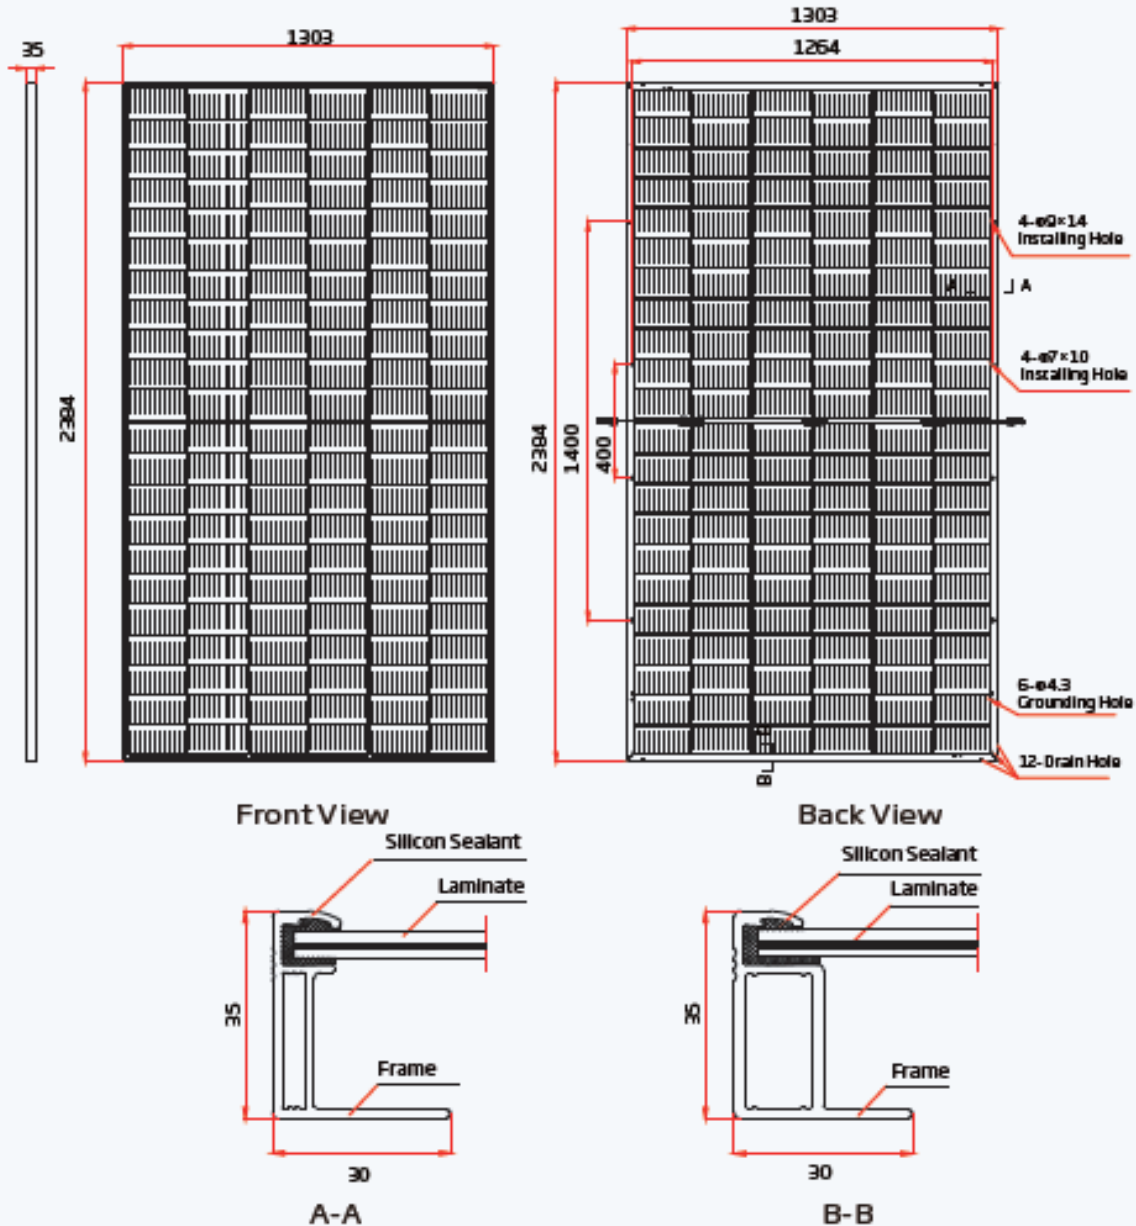 35
1303
2384
1303
1264
2384
1400
400
4-ø9×14
Installing Hole
A
A
4-ø7×10
Installing Hole
6-ø4.3
Grounding Hole
12-Drain Hole
B
B
Front View
Back View
Silicon Sealant
Laminate
35
Frame
30
A-A
Silicon Sealant
Laminate
35
Frame
30
B-B